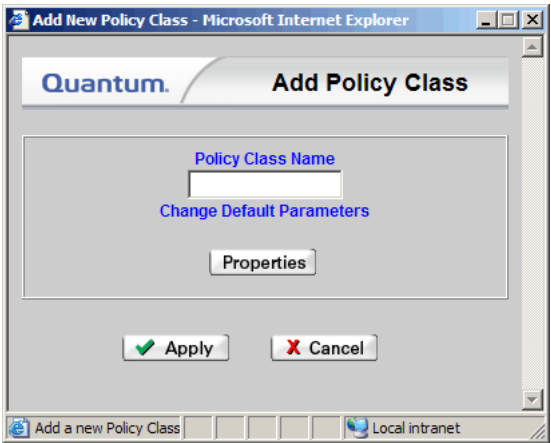 Add New Policy Class - Microsoft Internet Explorer
Quantum.
Add Policy Class
Policy Class Name
Change Default Parameters
Properties
Apply
Cancel
Add a new Policy Class
Local intranet